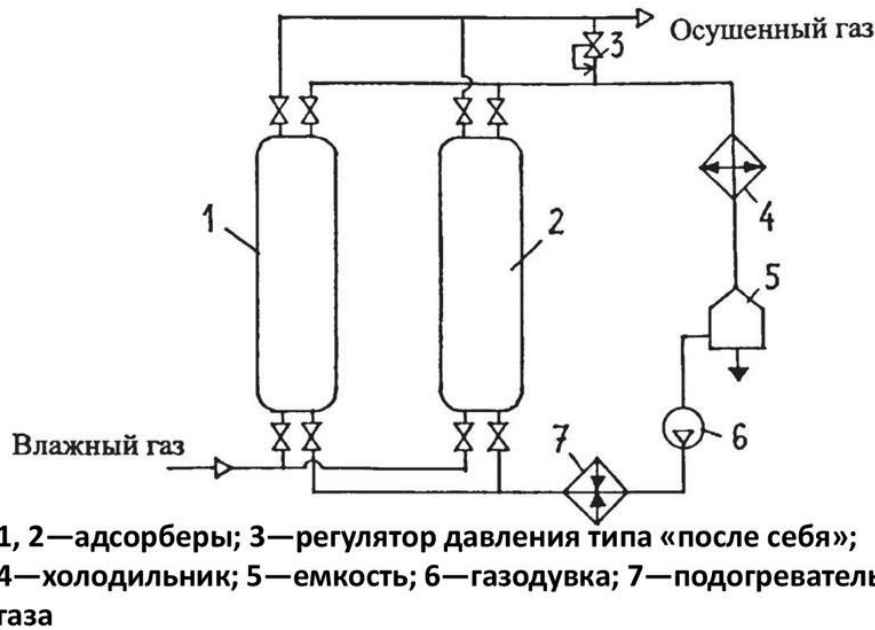 Осушенный газ
3
1
2
4
5
Влажный газ
7
6
1, 2—адсорберы; 3—регулятор давления типа «после себя»;
4—холодильник; 5—емкость; 6—газодувка; 7—подогреватель
газа